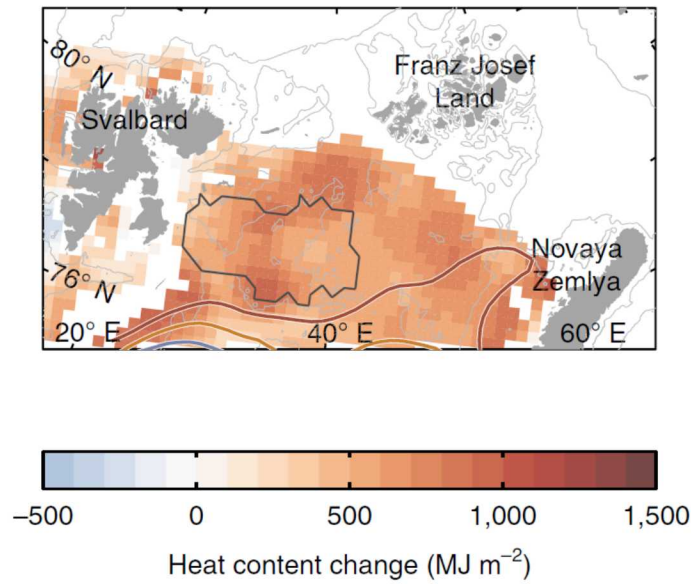 80° N
Franz Josef
Land
Svalbard
Novaya
Zemlya
76° N
20° E
40° E
60° E
–500
0
500
1,000
1,500
Heat content change (MJ m⁻²)